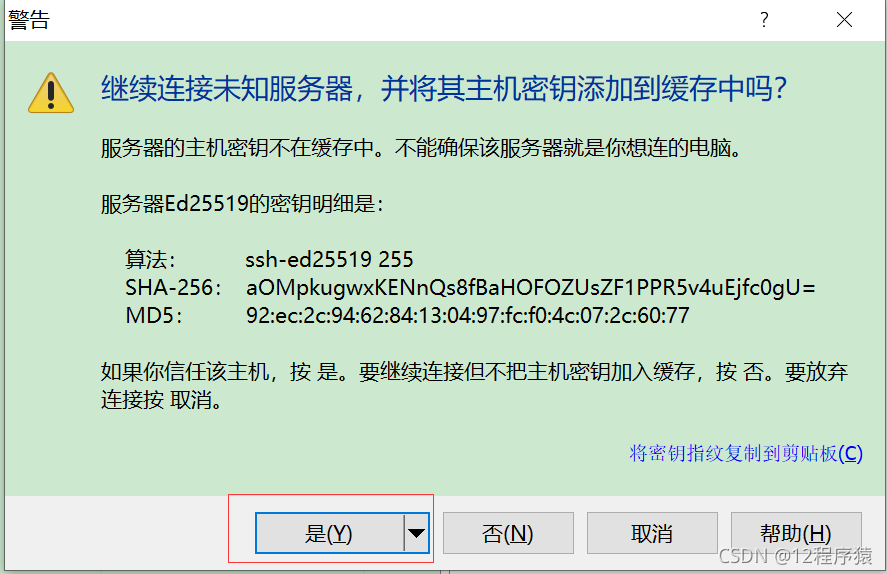 警告
继续连接未知服务器，并将其主机密钥添加到缓存中吗？
服务器的主机密钥不在缓存中。不能确保该服务器就是你想连的电脑。
服务器Ed25519的密钥明细是：
算法： ssh-ed25519 255
SHA-256： aOMpkugwxKENnQs8fBaHOFOZUsZF1PPR5v4uEjfc0gU=
MD5： 92:ec:2c:94:62:84:13:04:97:fc:f0:4c:07:2c:60:77
如果你信任该主机，按 是。要继续连接但不把主机密钥加入缓存，按 否。要放弃
连接按 取消。
将密钥指纹复制到剪贴板(C)
是(Y) 否(N) 取消 帮助(H)
CSDN @12程序猿